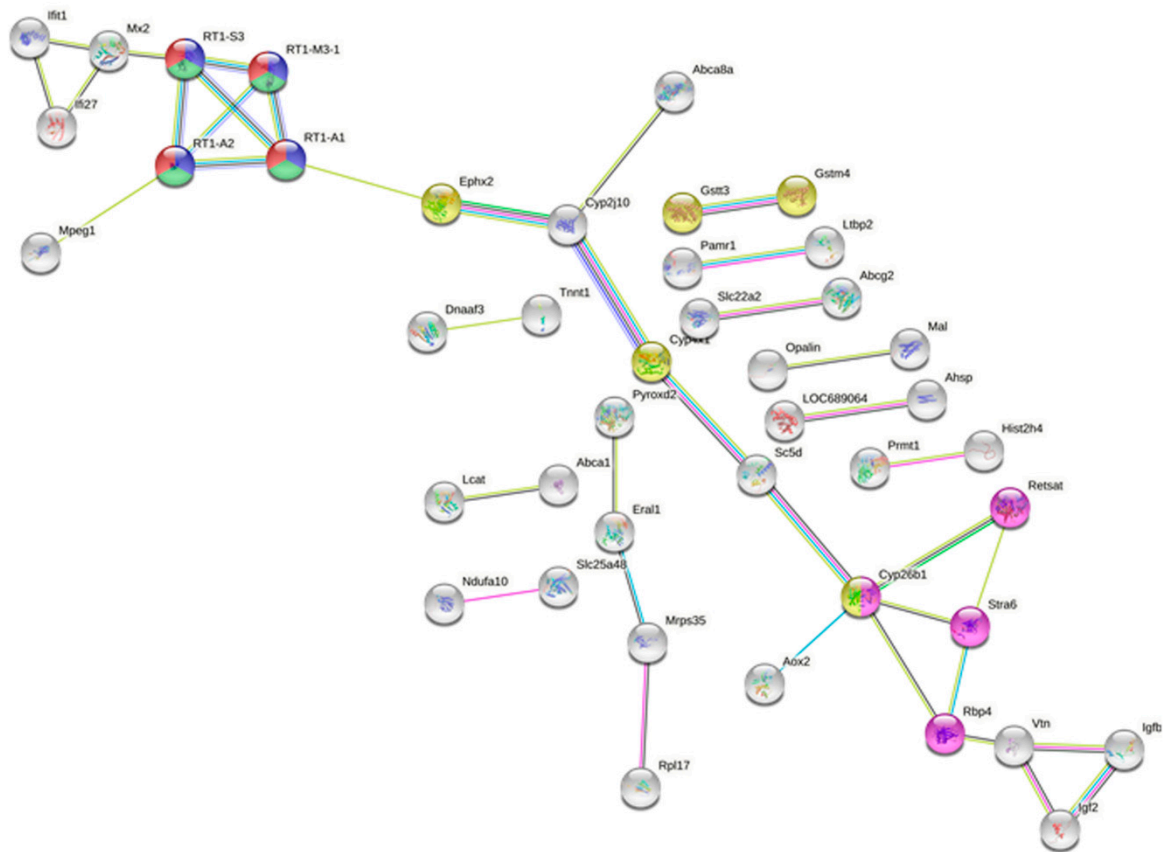 Ifit1
Mx2
RT1-S3
RT1-M3-1
Ifi27
RT1-A2
RT1-A1
Mpeg1
Abca8a
Ephx2
Cyp2j10
Gstt3
Gstm4
Pamr1
Ltbp2
Slc22a2
Abcg2
Dnaaf3
Tnnt1
Cyp4x1
Opalin
Mal
Pyroxd2
LOC689064
Ahsp
Sc5d
Prmt1
Hist2h4
Lcat
Abca1
Retsat
Eral1
Ndufa10
Slc25a48
Cyp26b1
Stra6
Mrps35
Aox2
Rbp4
Vtn
Igfb
Rpl17
Igf2